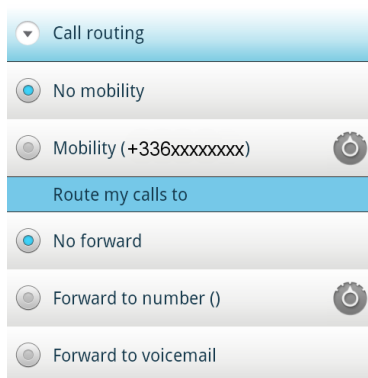 Call routing
No mobility
Mobility (+336xxxxxxxx)
Route my calls to
No forward
Forward to number ()
Forward to voicemail